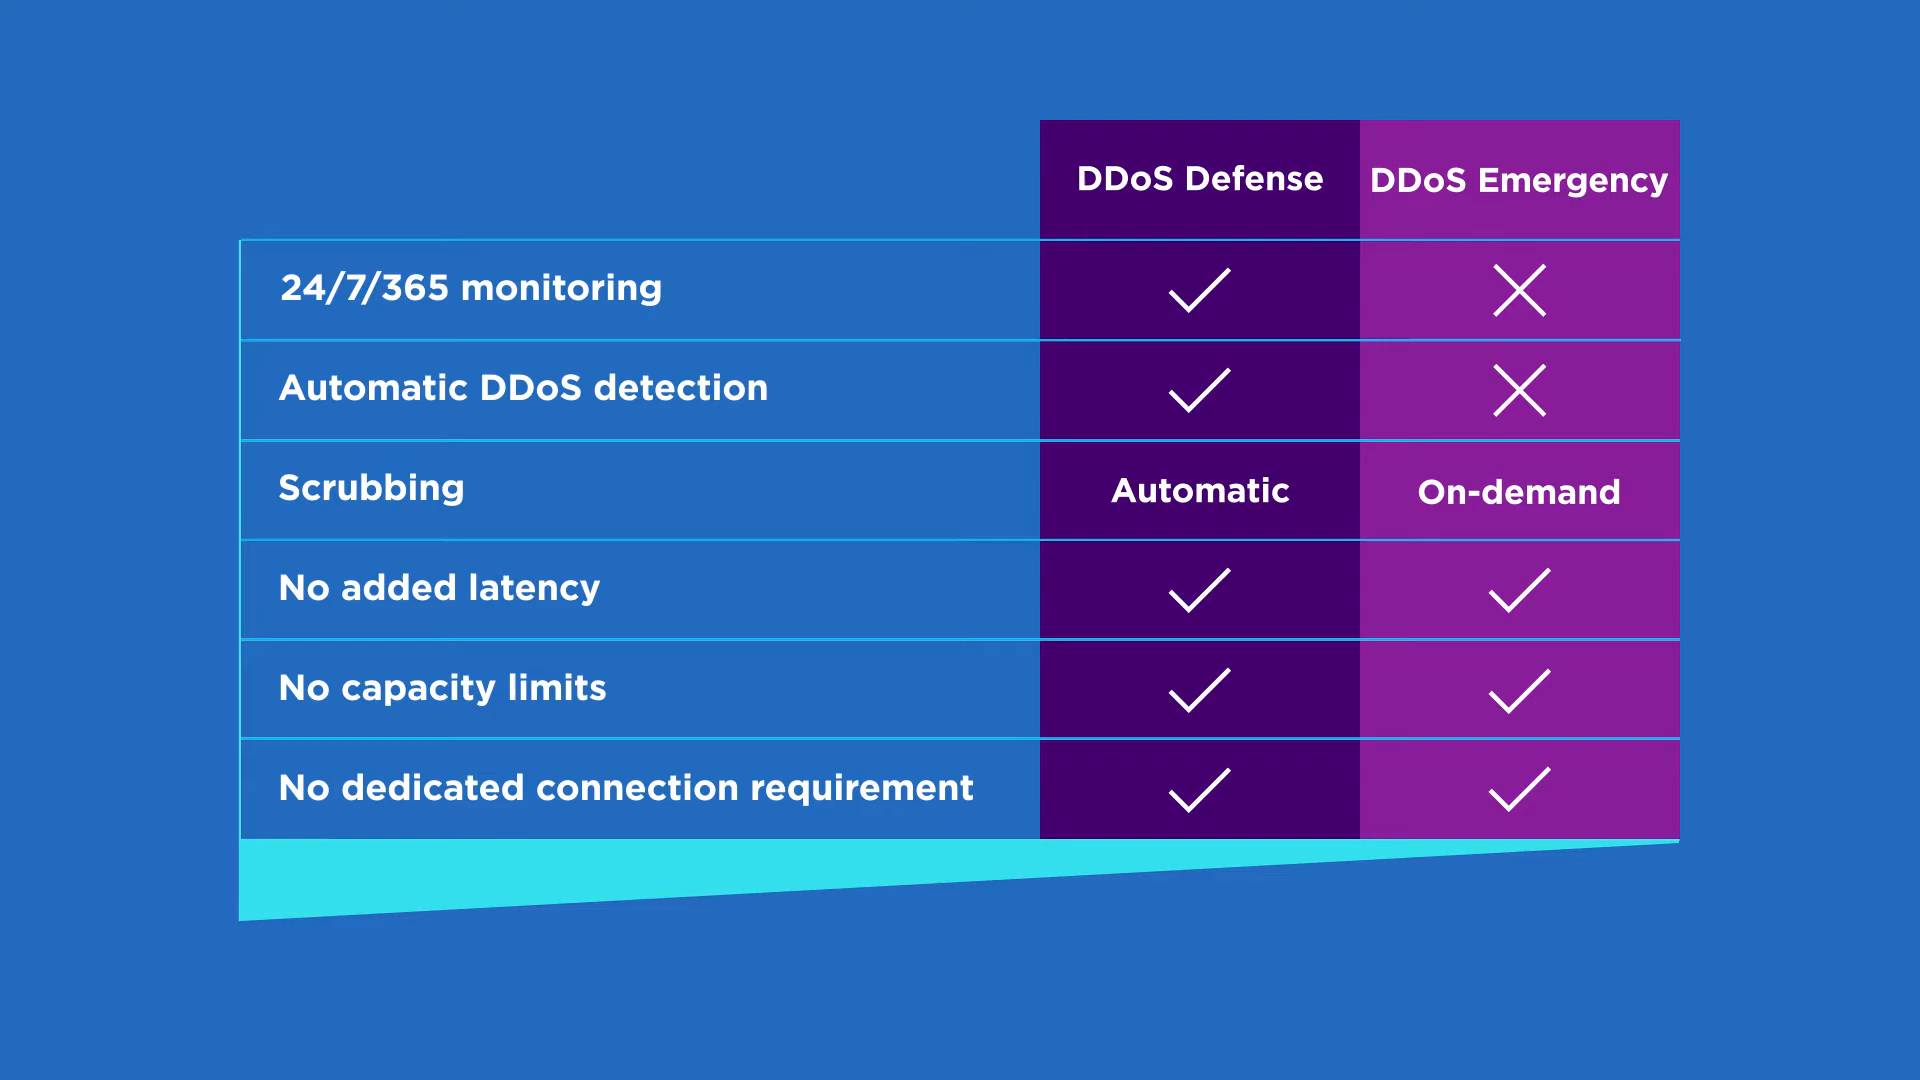 DDoS Defense DDoS Emergency
24/7/365 monitoring
Automatic DDoS detection
Scrubbing Automatic On-demand
No added latency
No capacity limits
No dedicated connection requirement